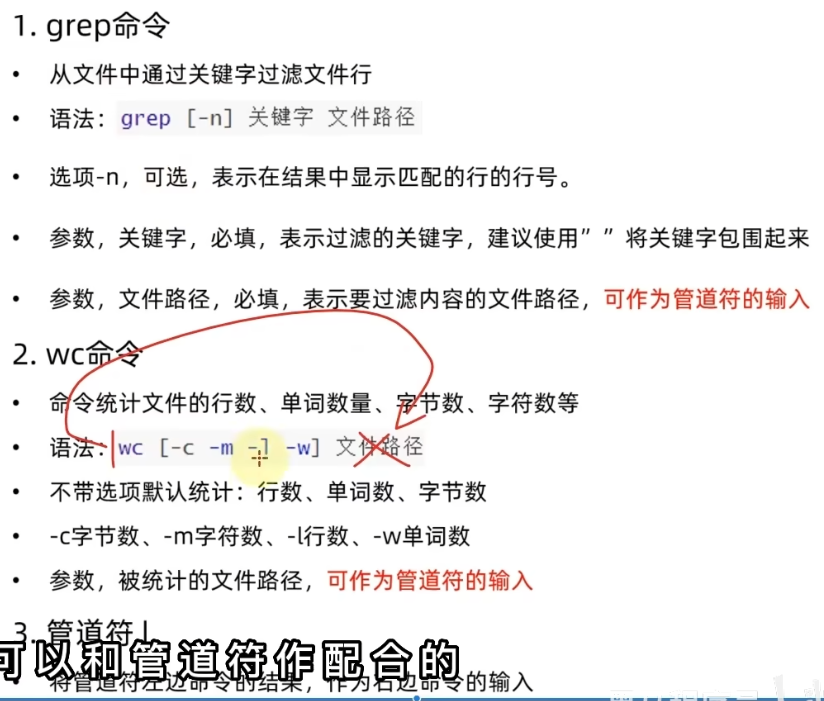 1. grep命令
• 从文件中通过关键字过滤文件行
• 语法：grep [-n] 关键字 文件路径
• 选项-n，可选，表示在结果中显示匹配的行的行号。
• 参数，关键字，必填，表示过滤的关键字，建议使用””将关键字包围起来
• 参数，文件路径，必填，表示要过滤内容的文件路径，可作为管道符的输入
2. wc命令
• 命令统计文件的行数、单词数量、字节数、字符数等
• 语法：wc [-c -m -l -w] 文件路径
• 不带选项默认统计：行数、单词数、字节数
• -c字节数、-m字符数、-l行数、-w单词数
• 参数，被统计的文件路径，可作为管道符的输入
3. 管道符|
可以和管道符作配合的
• 将管道符左边命令的结果，作为右边命令的输入